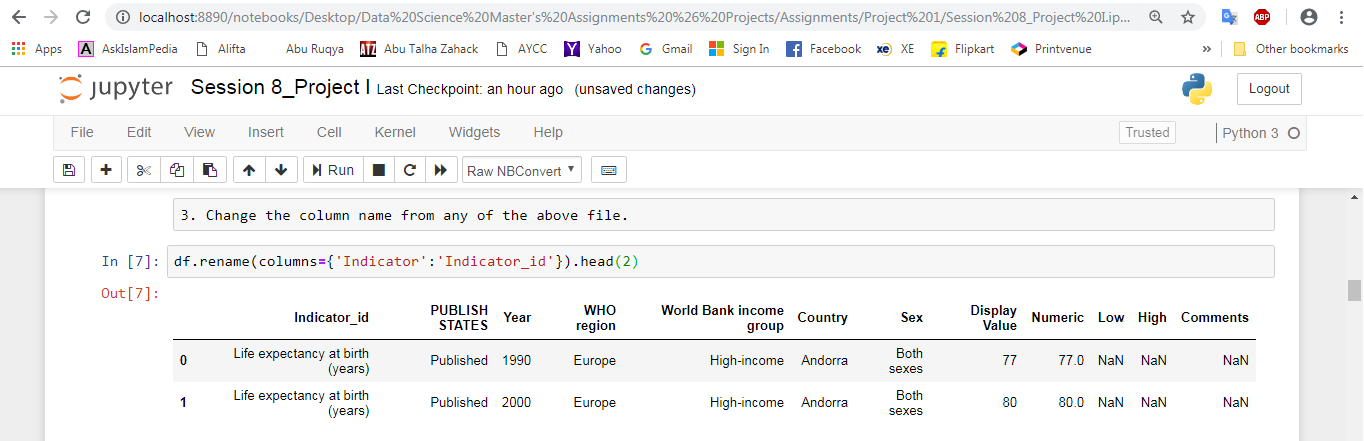 localhost:8890/notebooks/Desktop/Data%20Science%20Master's%20Assignments%20%26%20Projects/Assignments/Project%201/Session%208_Project%20I.ip...
ABP
Apps A AskIslamPedia Alifta Abu Ruqya ATZ Abu Talha Zahack AYCC Y Yahoo G Gmail Sign In f Facebook xe XE Flipkart Printvenue » Other bookmarks
jupyter Session 8_Project I Last Checkpoint: an hour ago (unsaved changes) Logout
File Edit View Insert Cell Kernel Widgets Help Trusted Python 3
Run Raw NBConvert
3. Change the column name from any of the above file.
In [7]: df.rename(columns={'Indicator':'Indicator_id'}).head(2)
Out[7]:
Indicator_id PUBLISH STATES Year WHO region World Bank income group Country Sex Display Value Numeric Low High Comments
0 Life expectancy at birth (years) Published 1990 Europe High-income Andorra Both sexes 77 77.0 NaN NaN NaN
1 Life expectancy at birth (years) Published 2000 Europe High-income Andorra Both sexes 80 80.0 NaN NaN NaN